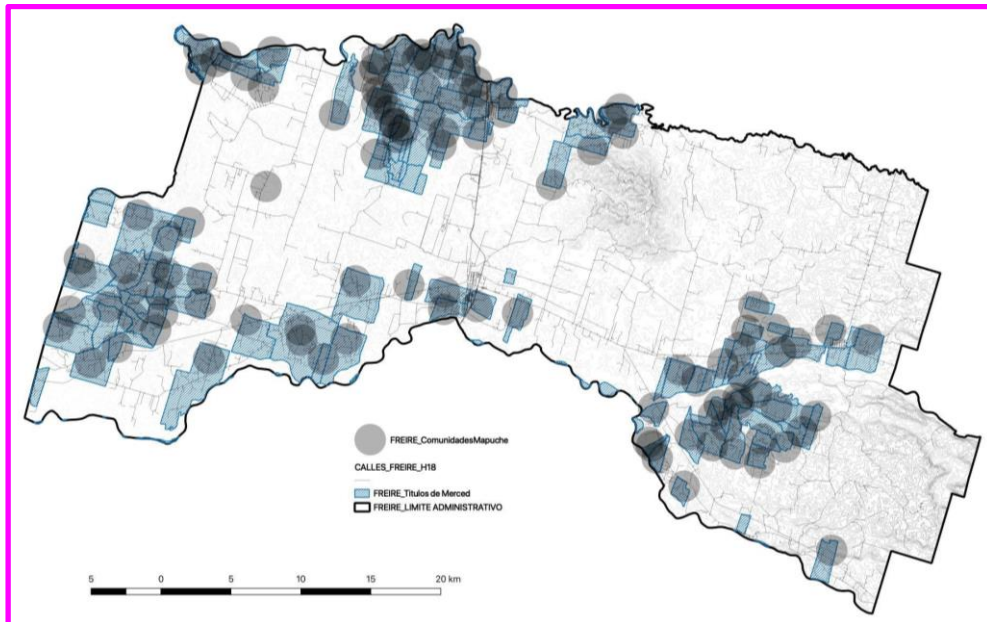 FREIRE_ComunidadesMapuche
CALLES_FREIRE_H18
FREIRE_Titulos de Merced
FREIRE_LIMITE ADMINISTRATIVO
5 0 5 10 15 20 km